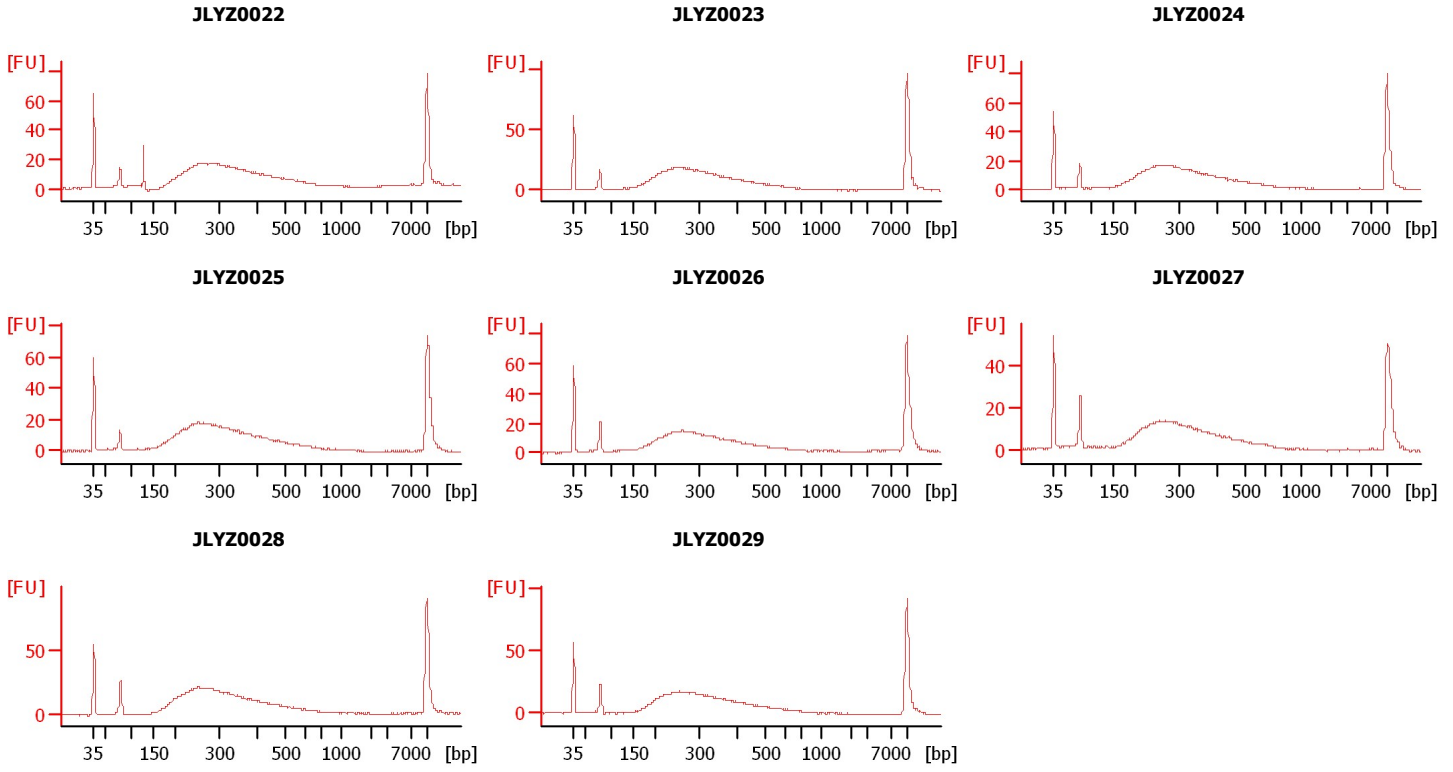 JLYZ0022 JLYZ0023 JLYZ0024
[FU] [FU] [FU]
60 50 60
40 40
20 20
0 0 0
35 150 300 500 1000 7000 [bp] 35 150 300 500 1000 7000 [bp] 35 150 300 500 1000 7000 [bp]
JLYZ0025 JLYZ0026 JLYZ0027
[FU] [FU] [FU]
60 60 40
40 40 20
20 20
0 0 0
35 150 300 500 1000 7000 [bp] 35 150 300 500 1000 7000 [bp] 35 150 300 500 1000 7000 [bp]
JLYZ0028 JLYZ0029
[FU] [FU]
50 50
0 0
35 150 300 500 1000 7000 [bp] 35 150 300 500 1000 7000 [bp]